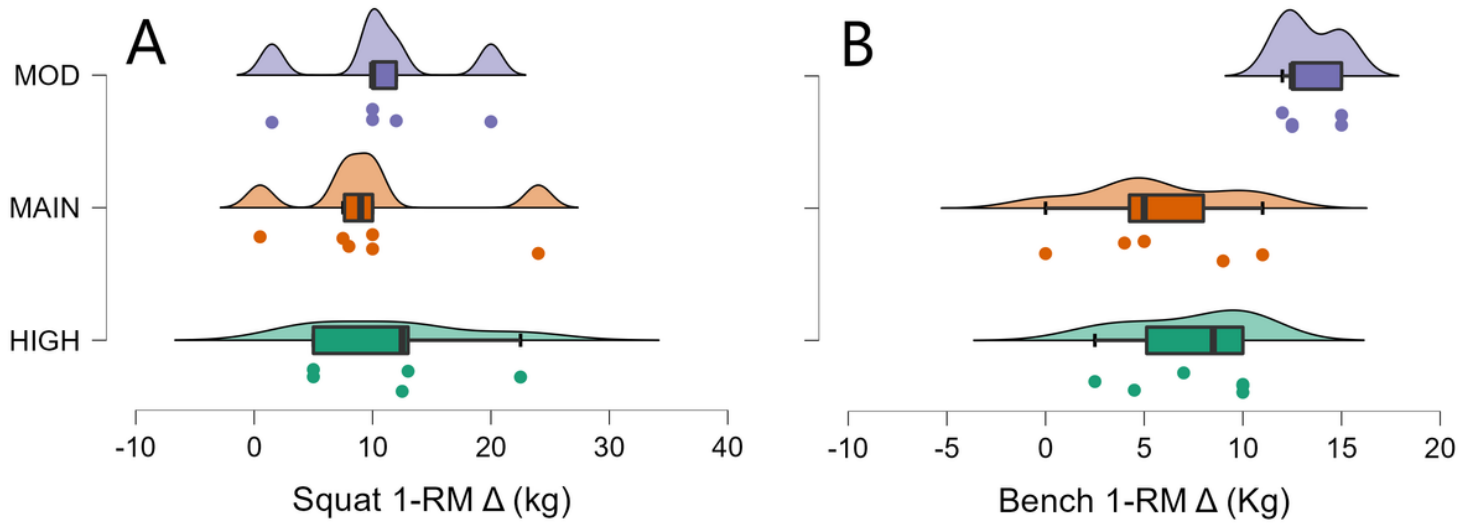 A
B
MOD
MAIN
HIGH
-10 0 10 20 30 40
-10 -5 0 5 10 15 20
Squat 1-RM Δ (kg)
Bench 1-RM Δ (Kg)